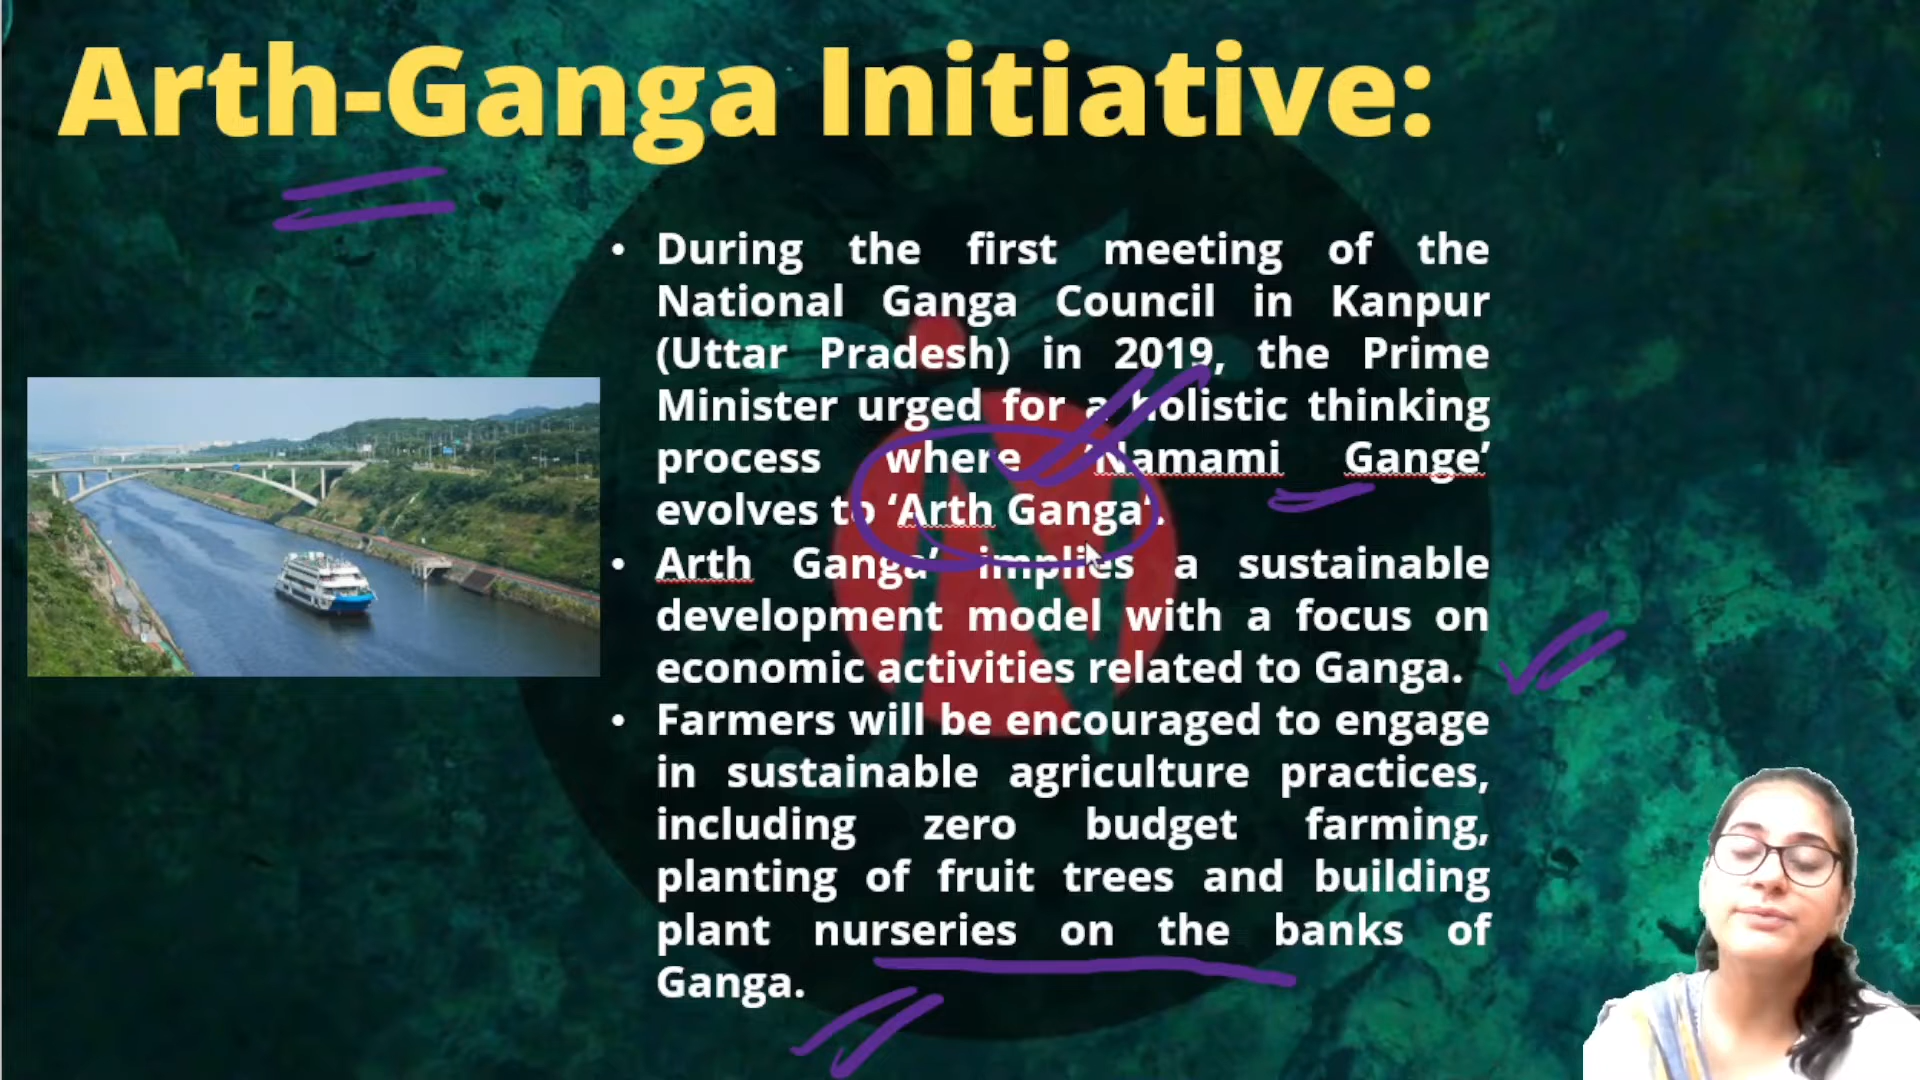 Arth-Ganga Initiative:
• During the first meeting of the
National Ganga Council in Kanpur
(Uttar Pradesh) in 2019, the Prime
Minister urged for a holistic thinking
process where ‘Namami Gange’
evolves to ‘Arth Ganga’.
• Arth Ganga’ implies a sustainable
development model with a focus on
economic activities related to Ganga.
• Farmers will be encouraged to engage
in sustainable agriculture practices,
including zero budget farming,
planting of fruit trees and building
plant nurseries on the banks of
Ganga.